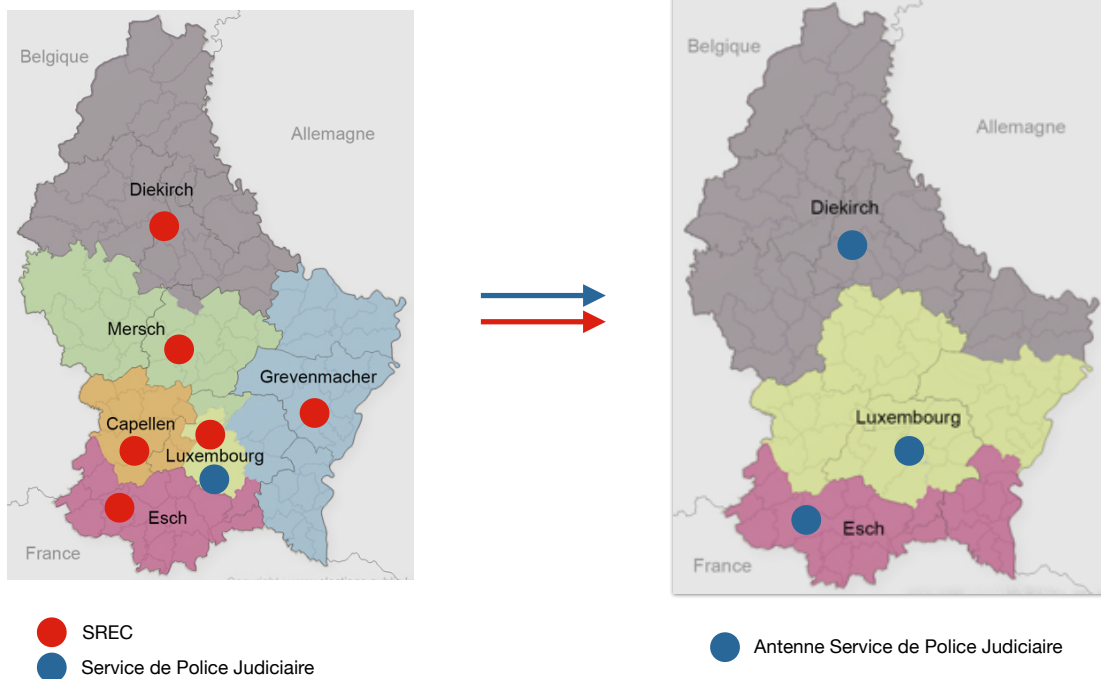 Belgique
Allemagne
Diekirch
Mersch
Grevenmacher
Capellen
Luxembourg
Esch
France
SREC
Service de Police Judiciaire
Belgique
Allemagne
Diekirch
Luxembourg
Esch
France
Antenne Service de Police Judiciaire